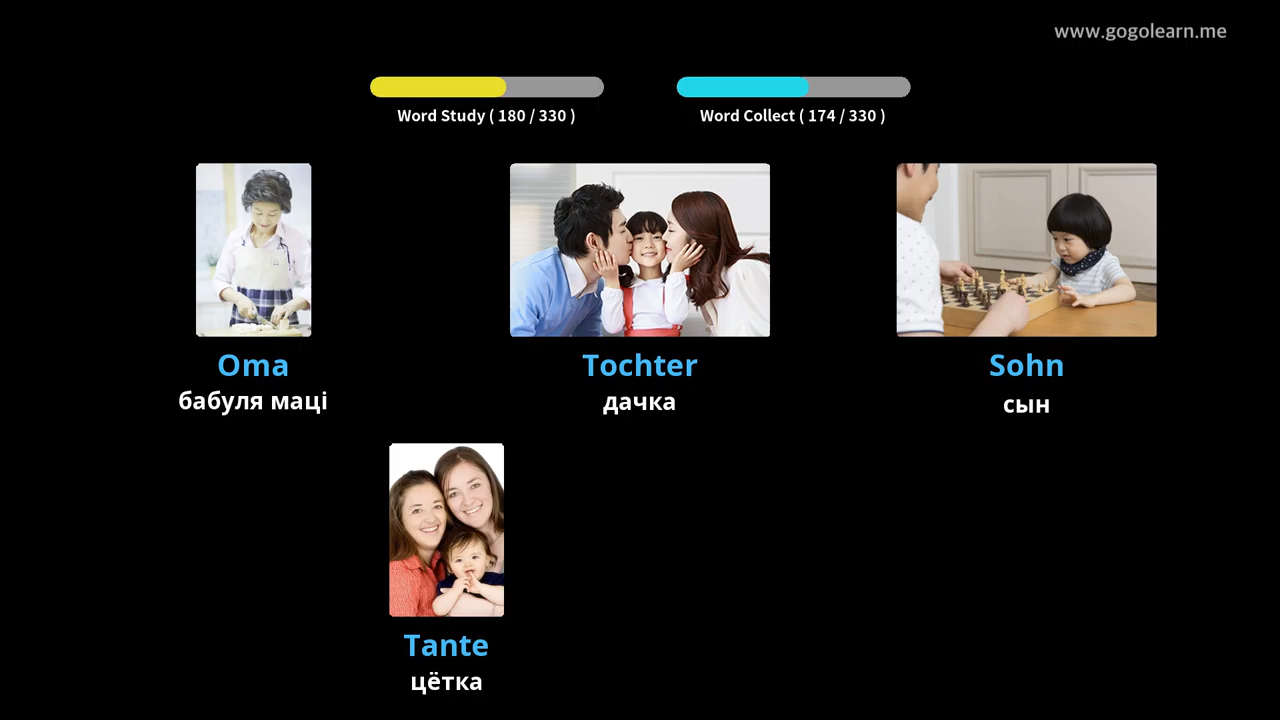 www.gogolearn.me
Word Study ( 180 / 330 )
Word Collect ( 174 / 330 )
Oma
бабуля маці
Tochter
дачка
Sohn
сын
Tante
цётка